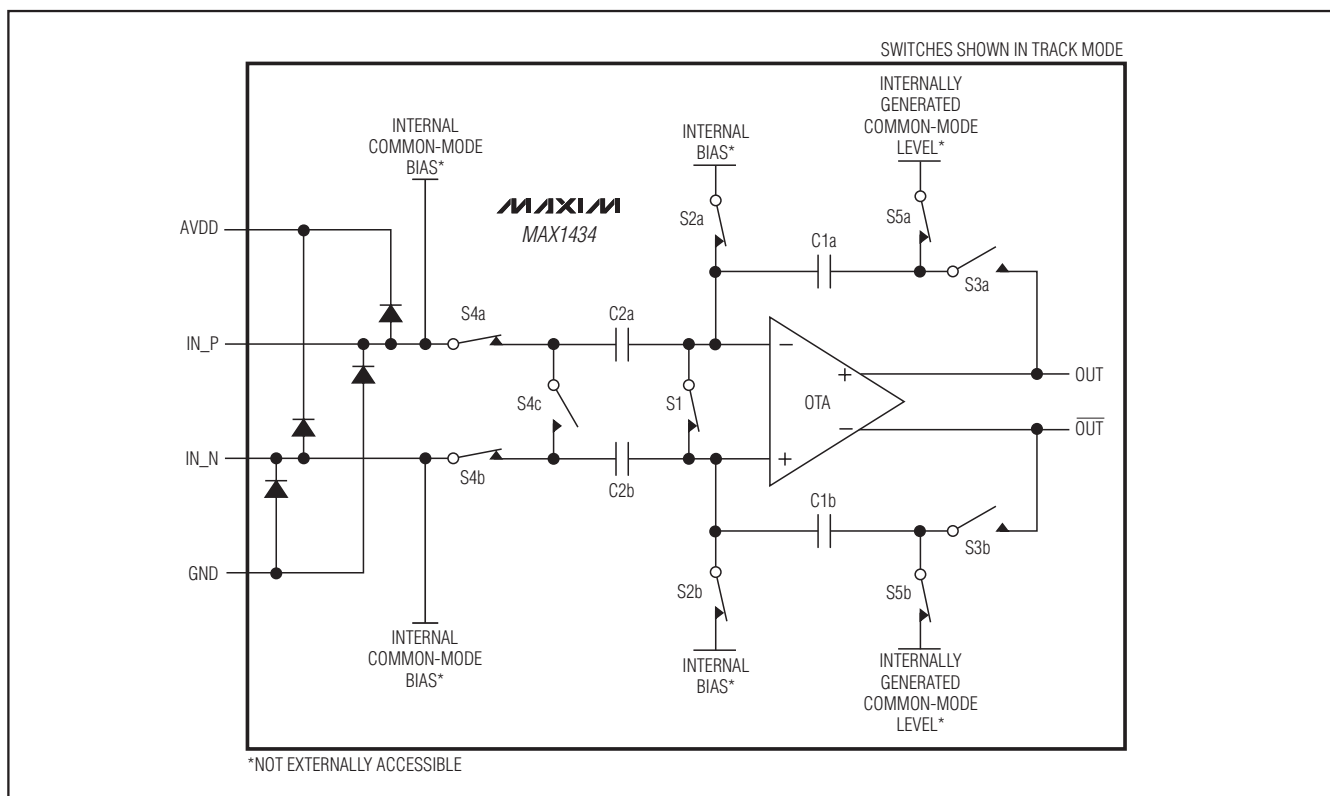 SWITCHES SHOWN IN TRACK MODE
INTERNALLY
GENERATED
COMMON-MODE
LEVEL*
INTERNAL
COMMON-MODE
BIAS*
INTERNAL
BIAS*
MAXIM
MAX1434
AVDD
S2a
S5a
C1a
S3a
S4a
C2a
IN_P
−
+
OUT
S4c
S1
OTA
−
OUT
IN_N
+
S4b
C2b
C1b
S3b
GND
S2b
S5b
INTERNAL
COMMON-MODE
BIAS*
INTERNAL
BIAS*
INTERNALLY
GENERATED
COMMON-MODE
LEVEL*
*NOT EXTERNALLY ACCESSIBLE